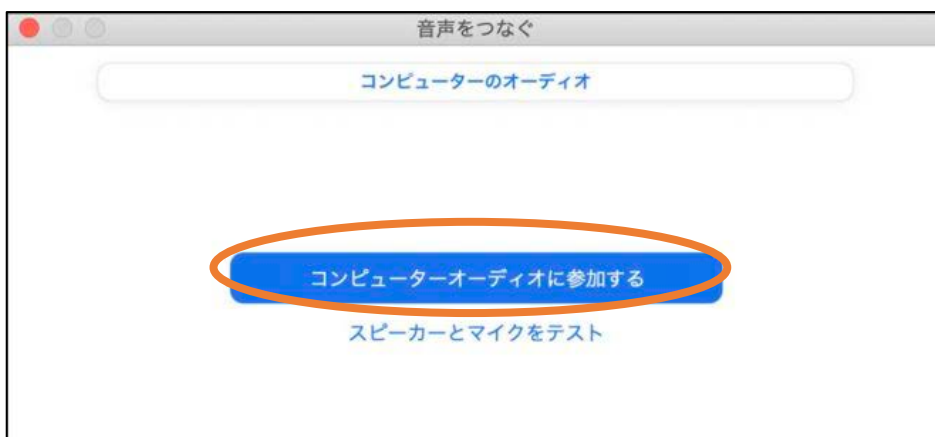 音声をつなぐ
コンピューターのオーディオ
コンピューターオーディオに参加する
スピーカーとマイクをテスト